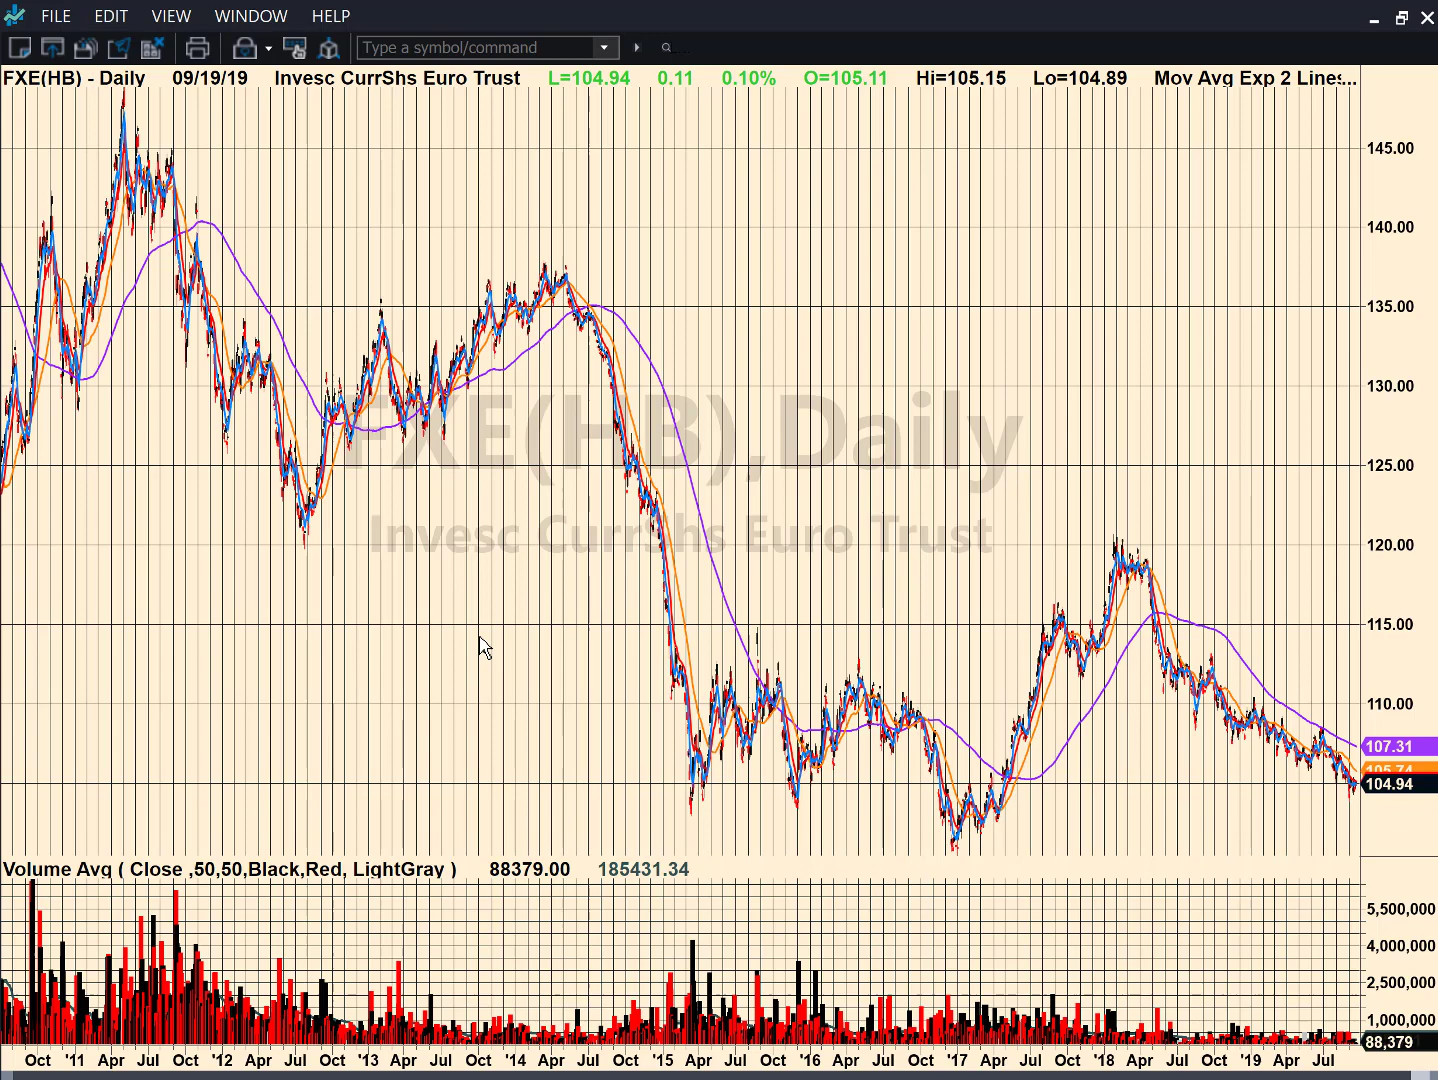 FILE EDIT VIEW WINDOW HELP
Type a symbol/command
FXE(HB) - Daily 09/19/19 Invesc CurrShs Euro Trust L=104.94 0.11 0.10% O=105.11 Hi=105.15 Lo=104.89 Mov Avg Exp 2 Lines...
145.00
140.00
135.00
130.00
FXE(HB), Daily
125.00
Invesc CurrShs Euro Trust
120.00
115.00
110.00
107.31
105.74
104.94
Volume Avg ( Close ,50,50,Black,Red, LightGray ) 88379.00 185431.34
5,500,000
4,000,000
2,500,000
1,000,000
88,379
Oct '11 Apr Jul Oct '12 Apr Jul Oct '13 Apr Jul Oct '14 Apr Jul Oct '15 Apr Jul Oct '16 Apr Jul Oct '17 Apr Jul Oct '18 Apr Jul Oct '19 Apr Jul